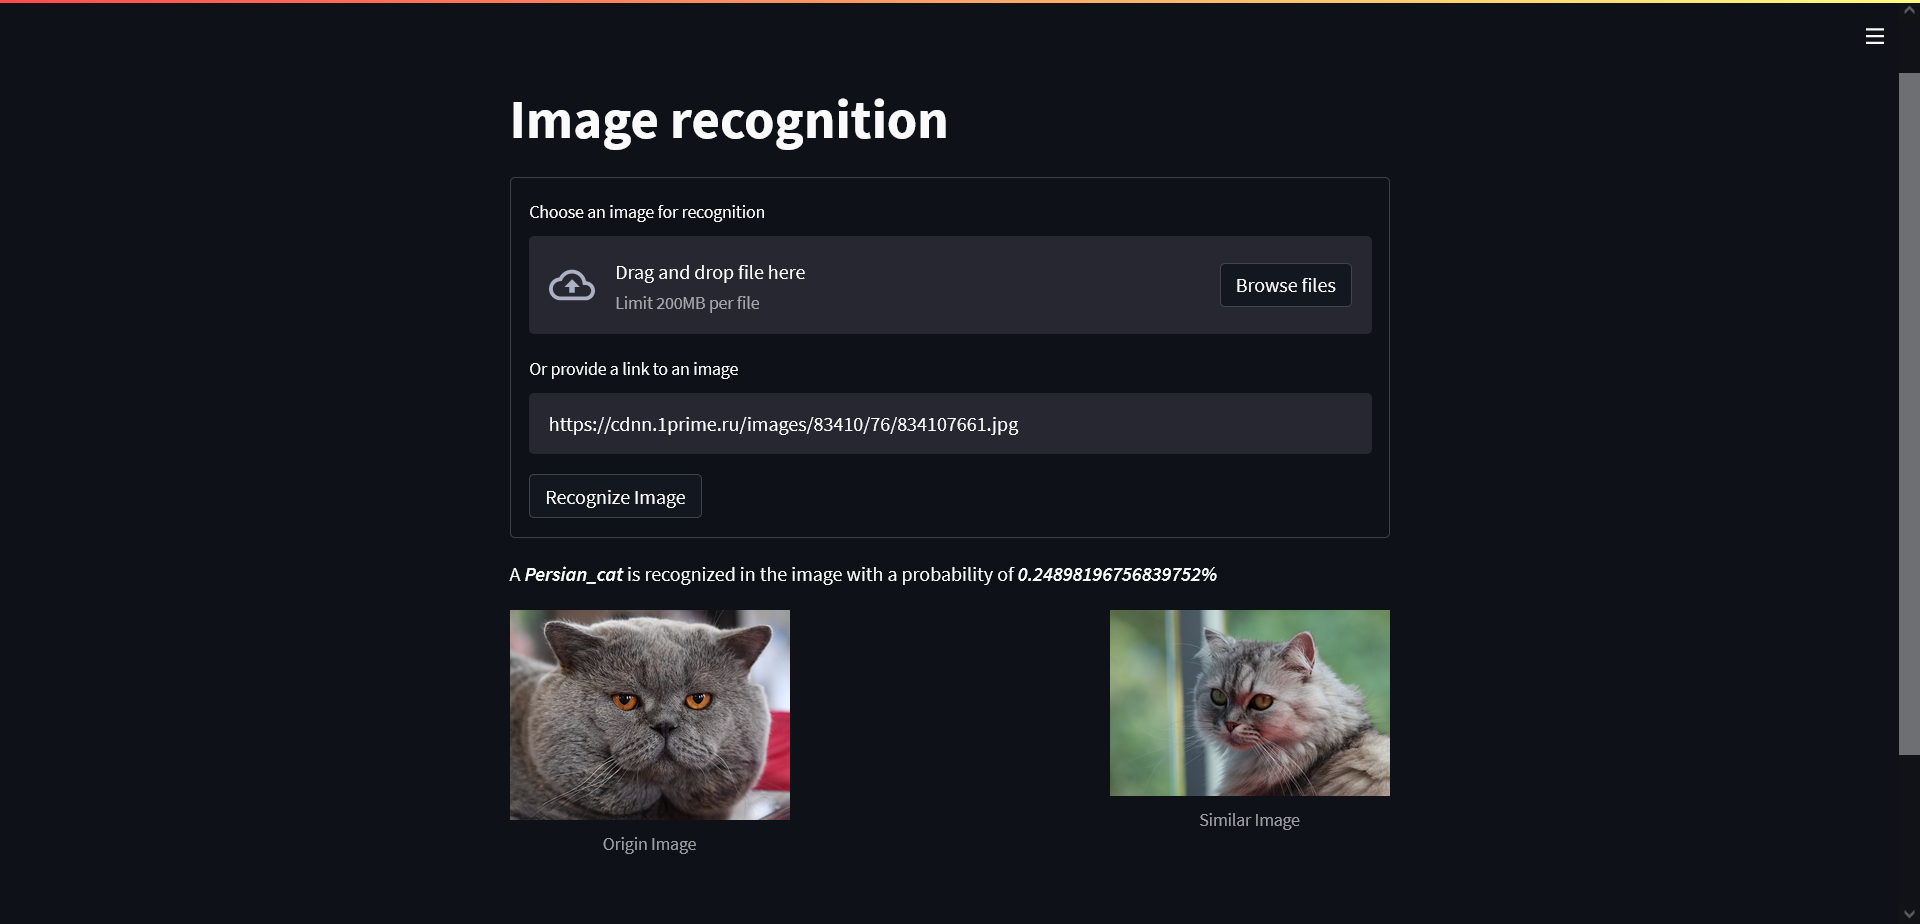 Image recognition
Choose an image for recognition
Drag and drop file here
Limit 200MB per file
Browse files
Or provide a link to an image
https://cdnn.1prime.ru/images/83410/76/834107661.jpg
Recognize Image
A Persian_cat is recognized in the image with a probability of 0.24898196756839752%
Origin Image
Similar Image